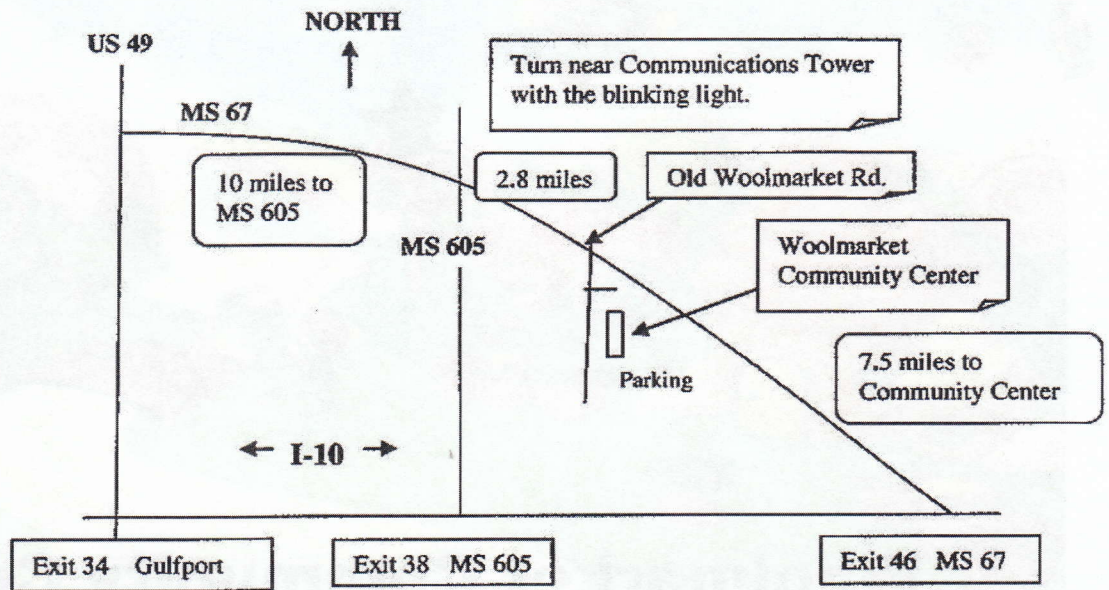 NORTH
US 49
Turn near Communications Tower
with the blinking light.
MS 67
10 miles to
MS 605
2.8 miles
Old Woolmarket Rd.
MS 605
Woolmarket
Community Center
Parking
7.5 miles to
Community Center
I-10
Exit 34 Gulfport
Exit 38 MS 605
Exit 46 MS 67